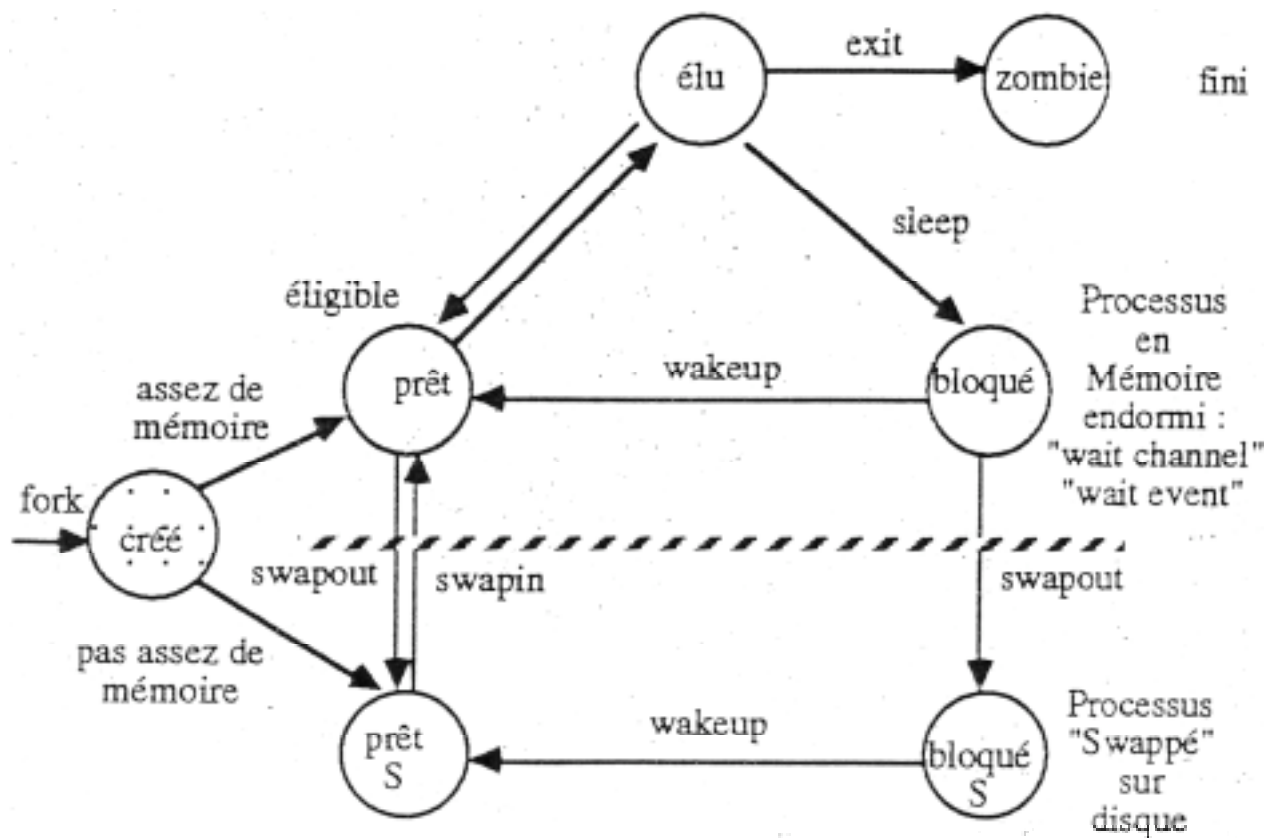 exit
élu
zombie
fini
sleep
éligible
Processus
en
Mémoire
endormi :
"wait channel"
"wait event"
prêt
wakeup
bloqué
assez de
mémoire
fork
créé
swapout
swapin
swapout
pas assez de
mémoire
prêt
S
wakeup
bloqué
S
Processus
"Swappé"
sur
disque